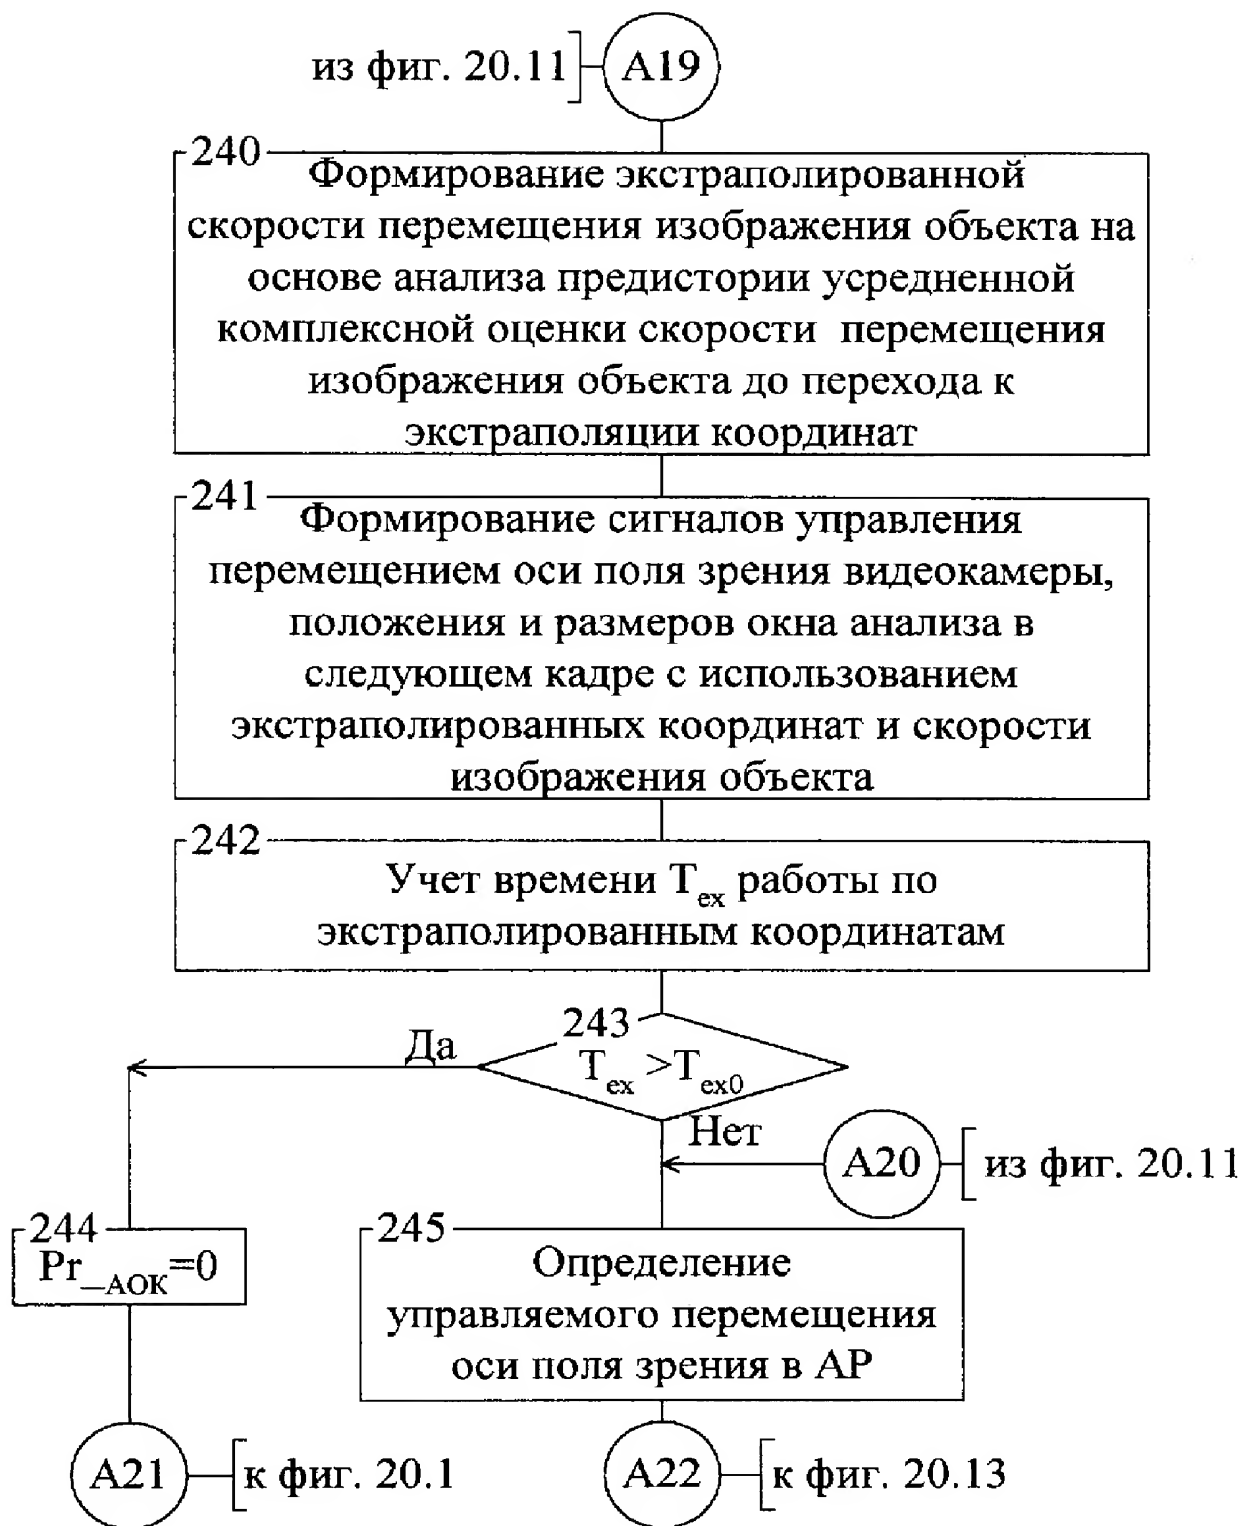 из фиг. 20.11
A19
240
Формирование экстраполированной
скорости перемещения изображения объекта на
основе анализа предистории усредненной
комплексной оценки скорости перемещения
изображения объекта до перехода к
экстраполяции координат
241
Формирование сигналов управления
перемещением оси поля зрения видеокамеры,
положения и размеров окна анализа в
следующем кадре с использованием
экстраполированных координат и скорости
изображения объекта
242
Учет времени T_ex работы по
экстраполированным координатам
243
Да
T_ex >T_ex0
Нет
A20
из фиг. 20.11
244
Pr_АОК=0
245
Определение
управляемого перемещения
оси поля зрения в АР
A21
к фиг. 20.1
A22
к фиг. 20.13